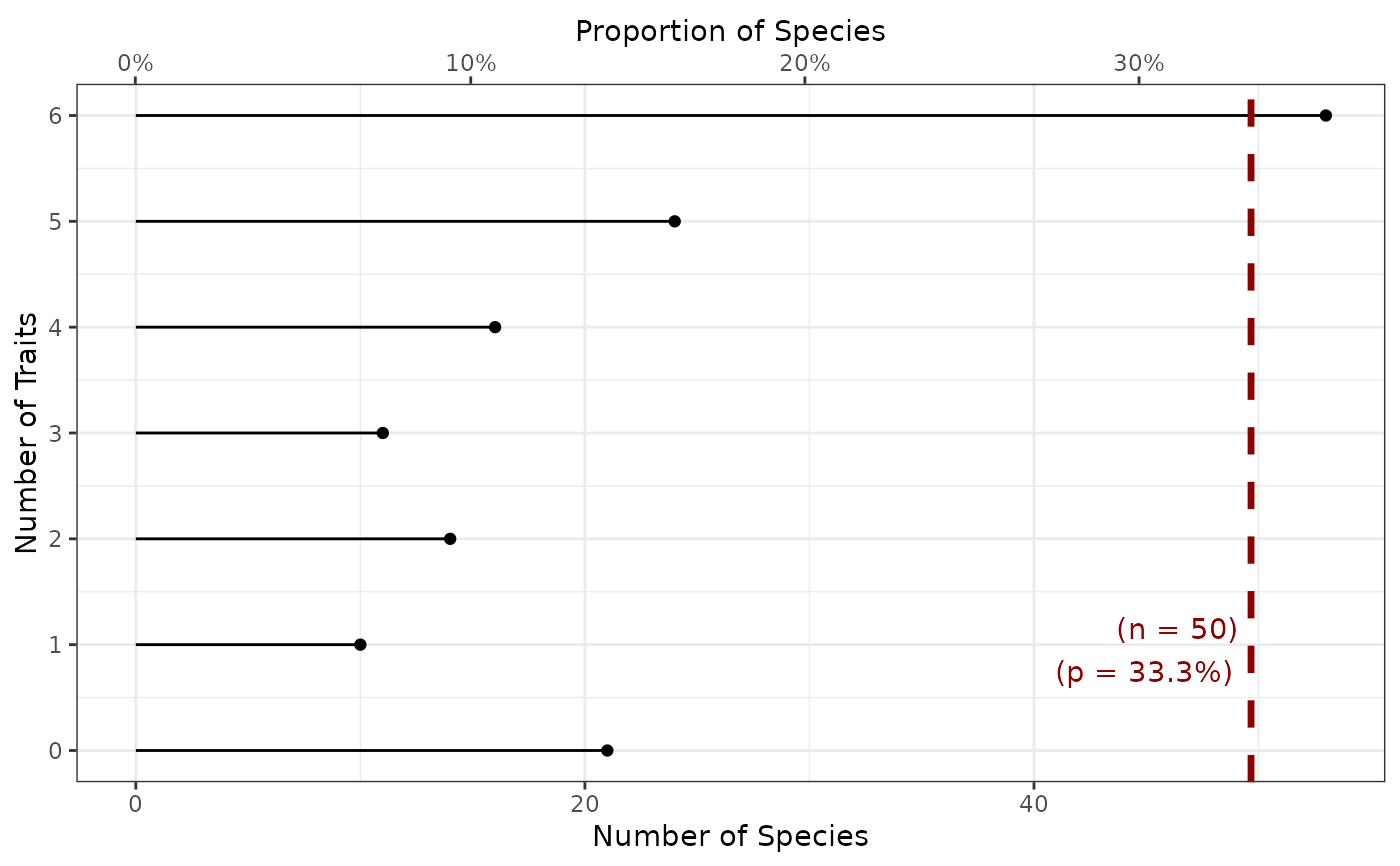 Proportion of Species
0% 10% 20% 30%
6
5
4
3
2
1
0
Number of Traits
(n = 50)
(p = 33.3%)
0 20 40
Number of Species